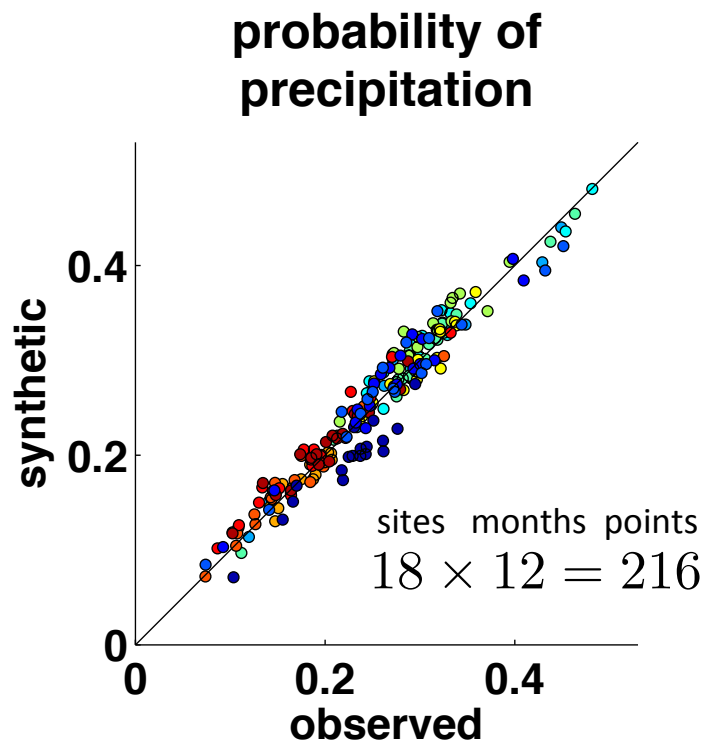 probability of
precipitation
synthetic
0.4
0.2
0
sites months points
18 × 12 = 216
0 0.2 0.4
observed